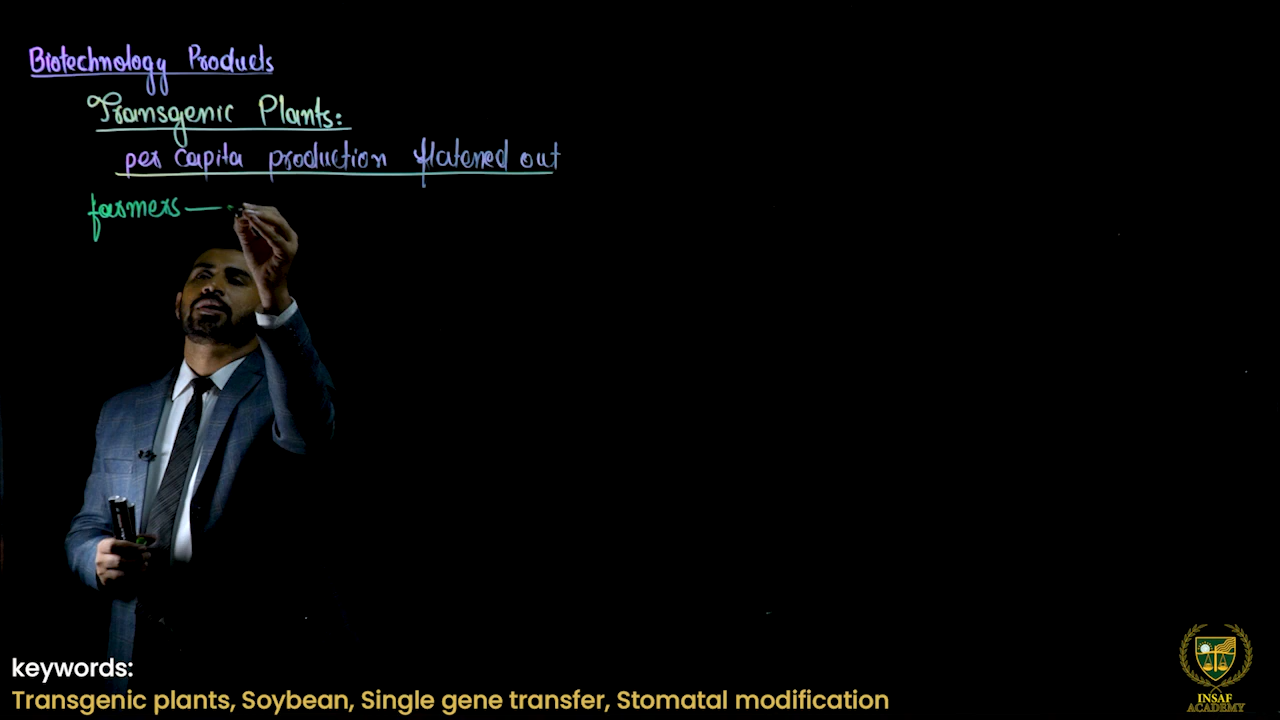 Biotechnology Products
Transgenic Plants:
per capita production flatened out
farmers —
keywords:
Transgenic plants, Soybean, Single gene transfer, Stomatal modification
INSAF
ACADEMY